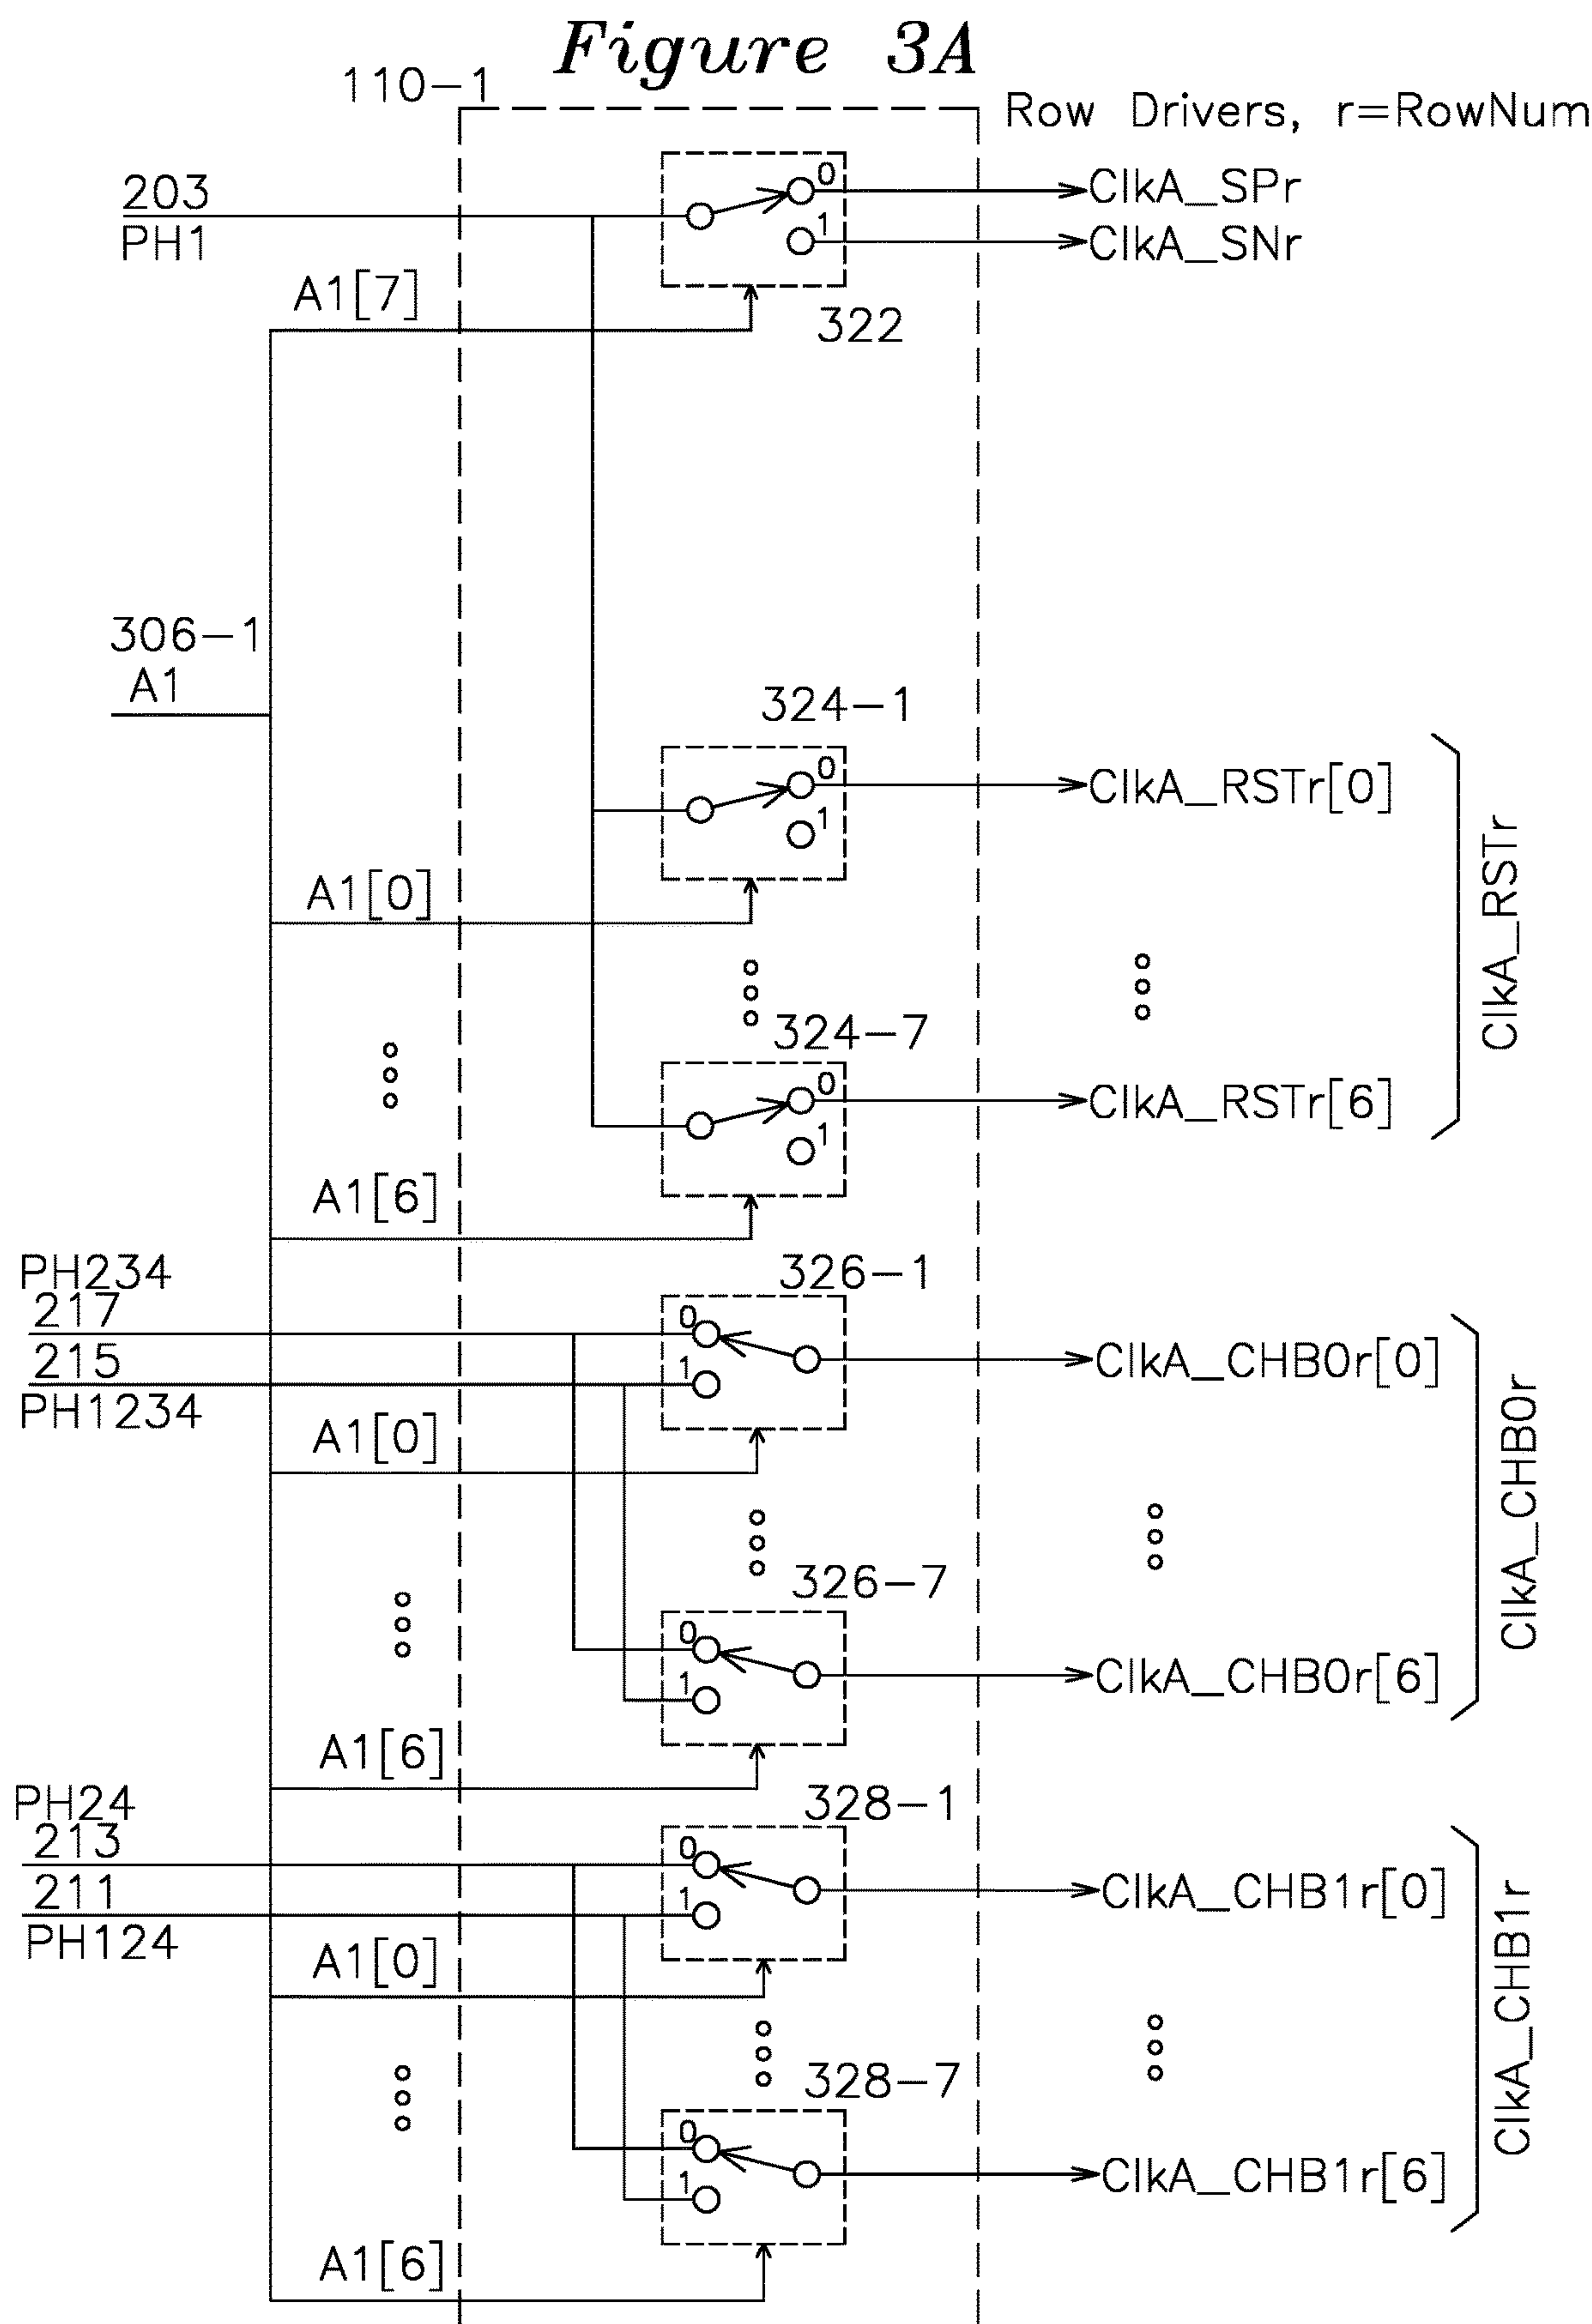 Figure 3A
110-1
Row Drivers, r=RowNum
203
PH1
0
1
ClkA_SPr
ClkA_SNr
A1[7]
322
306-1
A1
324-1
0
1
ClkA_RSTr[0]
A1[0]
324-7
0
1
ClkA_RSTr[6]
ClkA_RSTr
A1[6]
PH234
217
215
PH1234
326-1
0
1
ClkA_CHB0r[0]
A1[0]
326-7
0
1
ClkA_CHB0r[6]
ClkA_CHB0r
A1[6]
PH24
213
211
PH124
328-1
0
1
ClkA_CHB1r[0]
A1[0]
328-7
0
1
ClkA_CHB1r[6]
ClkA_CHB1r
A1[6]